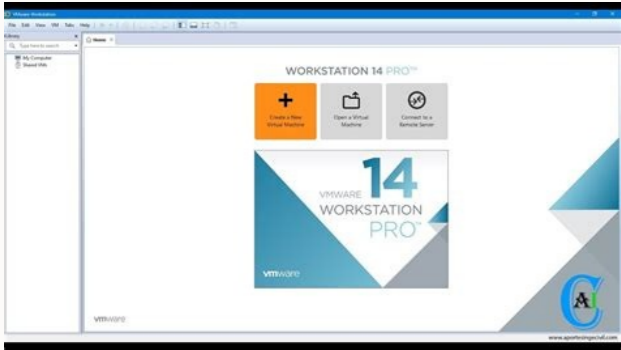 VMware Workstation
File Edit View VM Tabs Help
Library
Type here to search
My Computer
Shared VMs
Home
WORKSTATION 14 PRO™
Create a New
Virtual Machine
Open a Virtual
Machine
Connect to a
Remote Server
14
VMWARE
WORKSTATION
PRO™
vmware
vmware
CAI
www.aportesingecivil.com